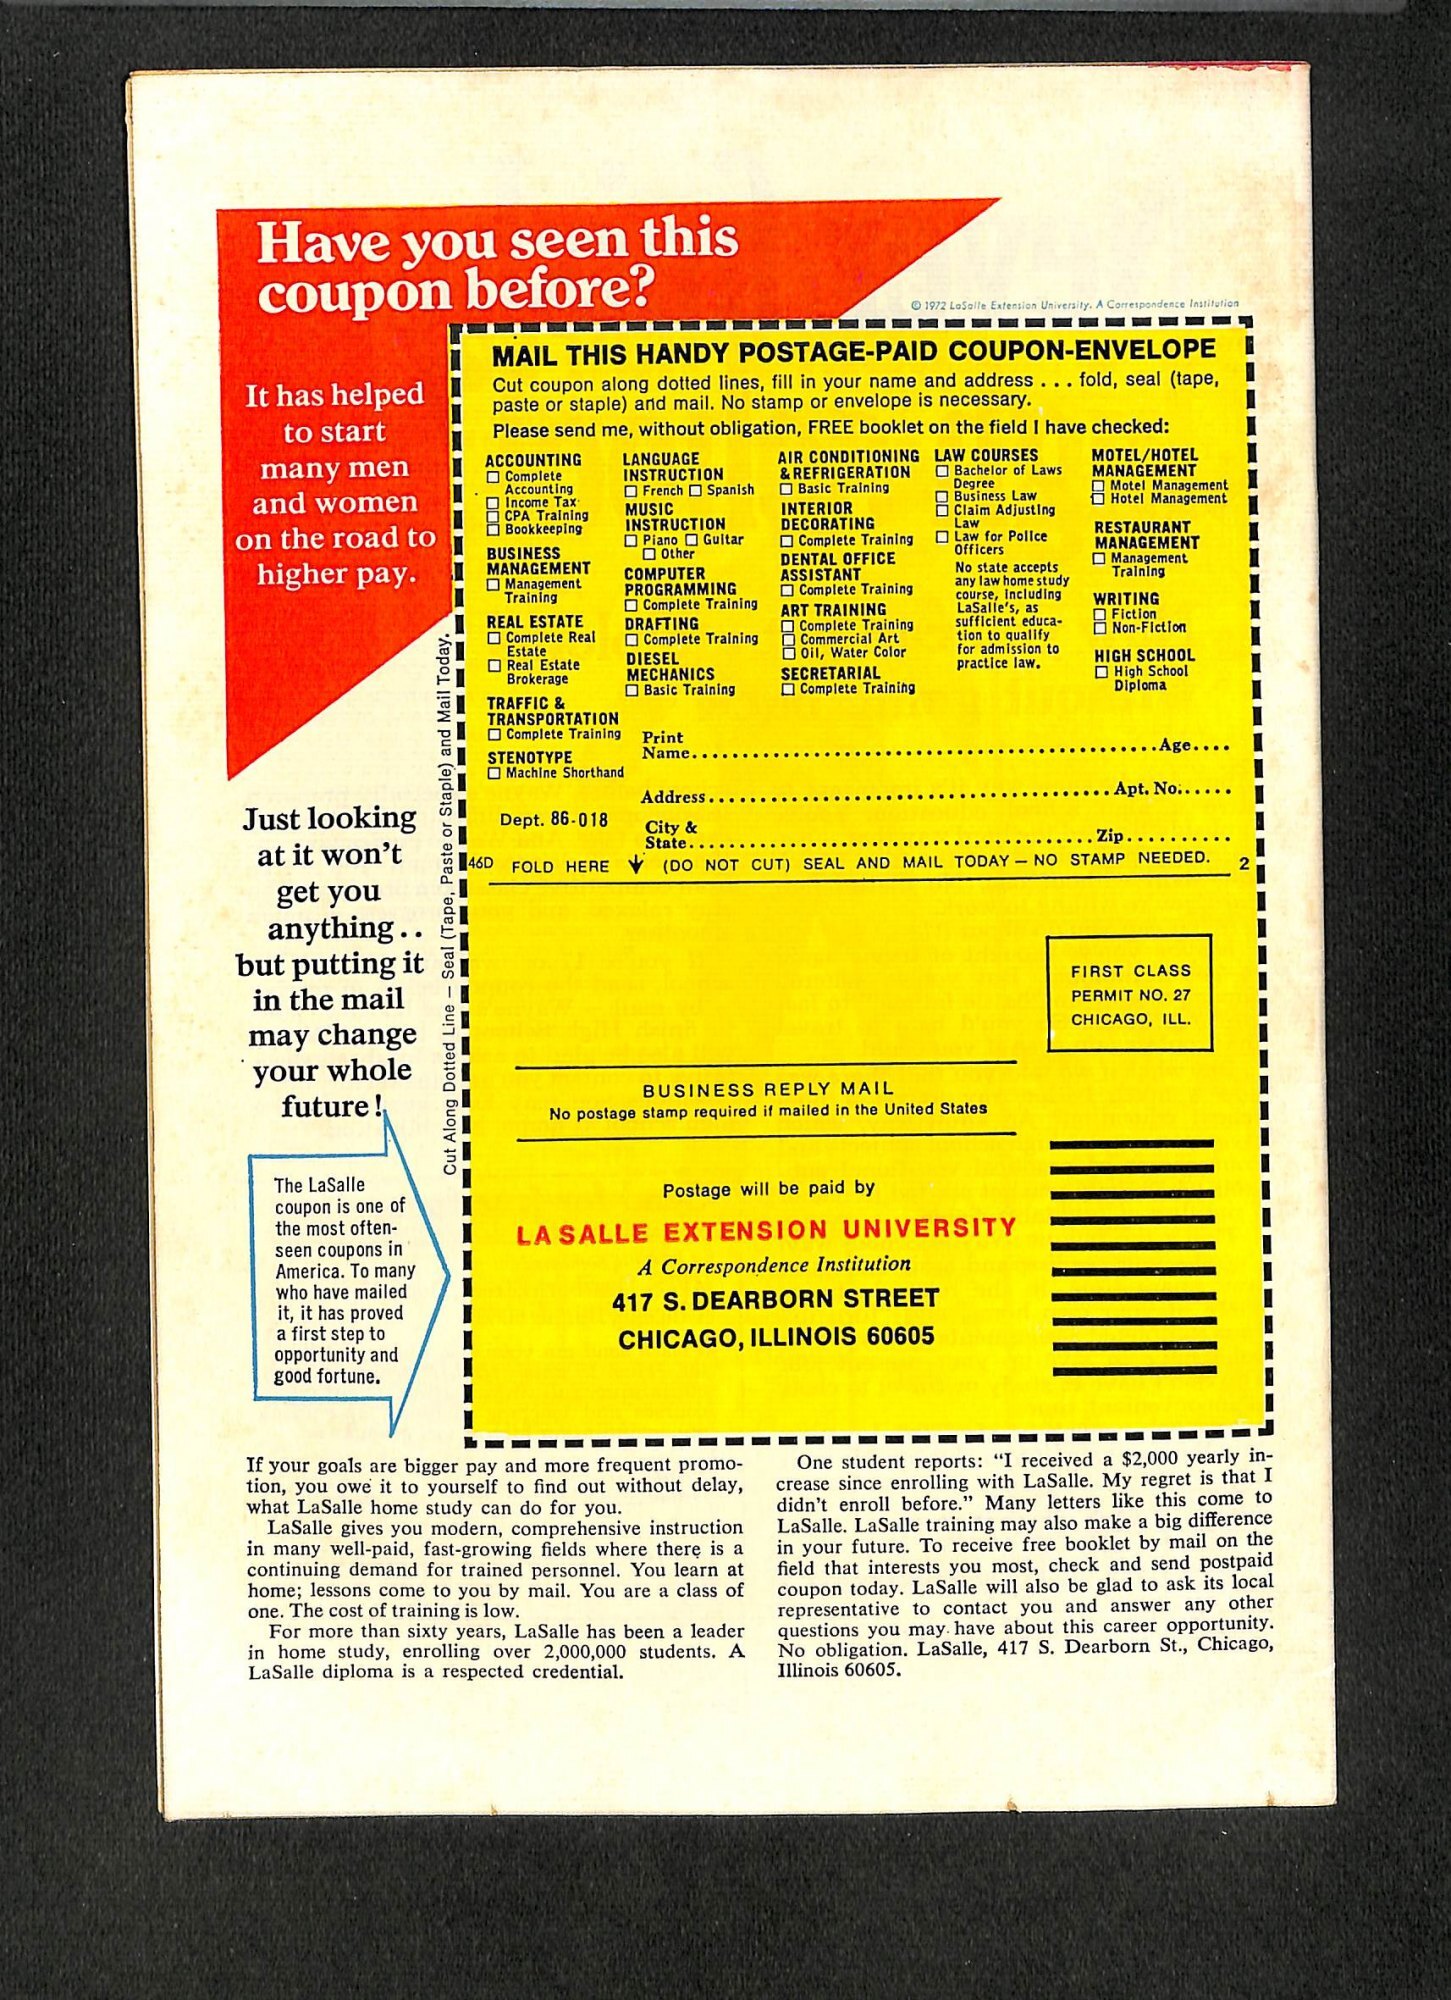 Have you seen this
coupon before?
It has helped
to start
many men
and women
on the road to
higher pay.
Just looking
at it won't
get you
anything . .
but putting it
in the mail
may change
your whole
future!
The LaSalle
coupon is one of
the most often-
seen coupons in
America. To many
who have mailed
it, it has proved
a first step to
opportunity and
good fortune.
© 1972 LaSalle Extension University. A Correspondence Institution
Cut Along Dotted Line — Seal (Tape, Paste or Staple) and Mail Today.
MAIL THIS HANDY POSTAGE-PAID COUPON-ENVELOPE
Cut coupon along dotted lines, fill in your name and address . . . fold, seal (tape,
paste or staple) and mail. No stamp or envelope is necessary.
Please send me, without obligation, FREE booklet on the field I have checked:
ACCOUNTING
☐ Complete
Accounting
☐ Income Tax
☐ CPA Training
☐ Bookkeeping
BUSINESS
MANAGEMENT
☐ Management
Training
REAL ESTATE
☐ Complete Real
Estate
☐ Real Estate
Brokerage
TRAFFIC &
TRANSPORTATION
☐ Complete Training
STENOTYPE
☐ Machine Shorthand
LANGUAGE
INSTRUCTION
☐ French ☐ Spanish
MUSIC
INSTRUCTION
☐ Piano ☐ Guitar
☐ Other
COMPUTER
PROGRAMMING
☐ Complete Training
DRAFTING
☐ Complete Training
DIESEL
MECHANICS
☐ Basic Training
AIR CONDITIONING
& REFRIGERATION
☐ Basic Training
INTERIOR
DECORATING
☐ Complete Training
DENTAL OFFICE
ASSISTANT
☐ Complete Training
ART TRAINING
☐ Complete Training
☐ Commercial Art
☐ Oil, Water Color
SECRETARIAL
☐ Complete Training
LAW COURSES
☐ Bachelor of Laws
Degree
☐ Business Law
☐ Claim Adjusting
Law
☐ Law for Police
Officers
No state accepts
any law home study
course, including
LaSalle's, as
sufficient educa-
tion to qualify
for admission to
practice law.
MOTEL/HOTEL
MANAGEMENT
☐ Motel Management
☐ Hotel Management
RESTAURANT
MANAGEMENT
☐ Management
Training
WRITING
☐ Fiction
☐ Non-Fiction
HIGH SCHOOL
☐ High School
Diploma
Print
Name.............................................Age....
Address.......................................Apt. No......
Dept. 86-018
City &
State.......................................Zip..........
46D FOLD HERE ↓ (DO NOT CUT) SEAL AND MAIL TODAY — NO STAMP NEEDED. 2
FIRST CLASS
PERMIT NO. 27
CHICAGO, ILL.
BUSINESS REPLY MAIL
No postage stamp required if mailed in the United States
Postage will be paid by
LA SALLE EXTENSION UNIVERSITY
A Correspondence Institution
417 S. DEARBORN STREET
CHICAGO, ILLINOIS 60605
If your goals are bigger pay and more frequent promo-
tion, you owe it to yourself to find out without delay,
what LaSalle home study can do for you.
LaSalle gives you modern, comprehensive instruction
in many well-paid, fast-growing fields where there is a
continuing demand for trained personnel. You learn at
home; lessons come to you by mail. You are a class of
one. The cost of training is low.
For more than sixty years, LaSalle has been a leader
in home study, enrolling over 2,000,000 students. A
LaSalle diploma is a respected credential.
One student reports: "I received a $2,000 yearly in-
crease since enrolling with LaSalle. My regret is that I
didn't enroll before." Many letters like this come to
LaSalle. LaSalle training may also make a big difference
in your future. To receive free booklet by mail on the
field that interests you most, check and send postpaid
coupon today. LaSalle will also be glad to ask its local
representative to contact you and answer any other
questions you may have about this career opportunity.
No obligation. LaSalle, 417 S. Dearborn St., Chicago,
Illinois 60605.